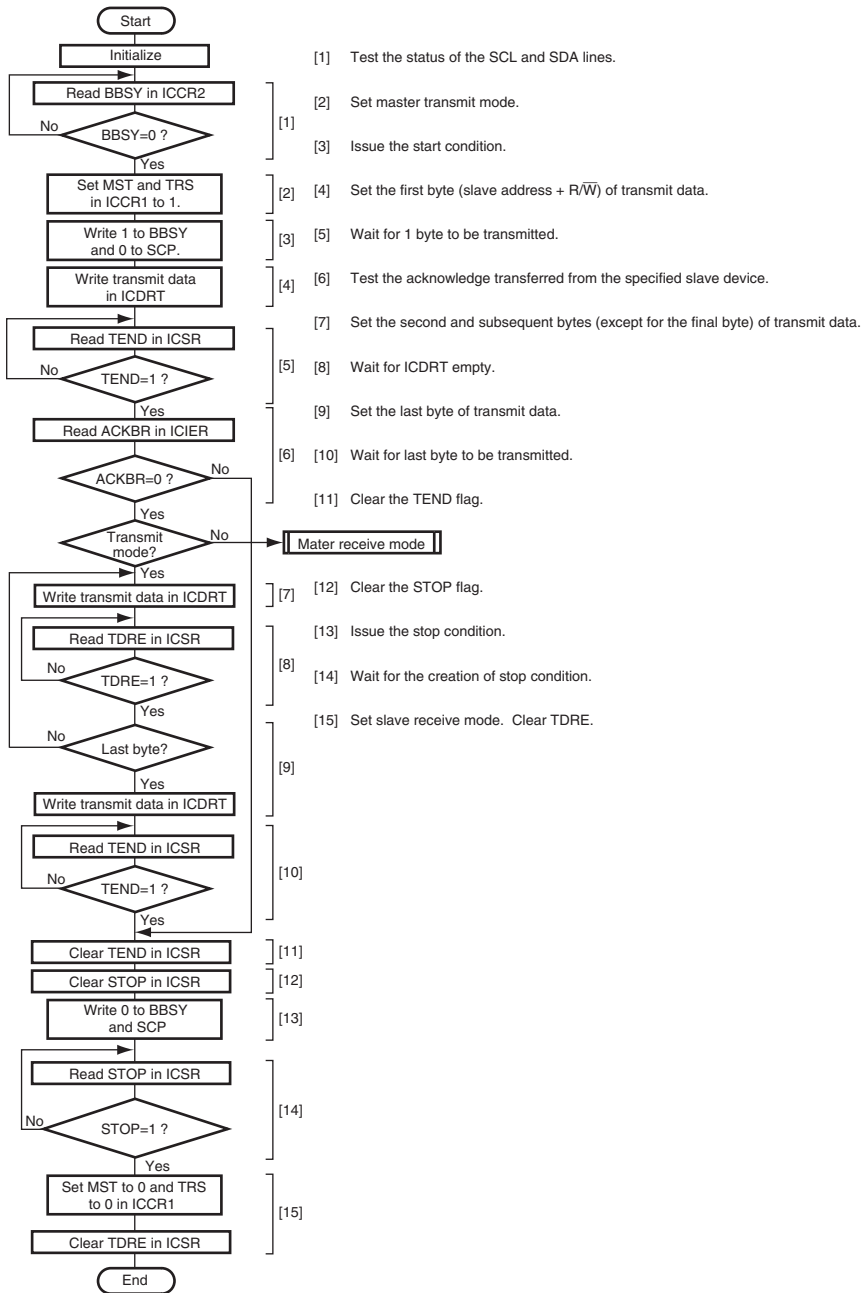 Start
Initialize
Read BBSY in ICCR2
No
BBSY=0 ?
[1]
Yes
Set MST and TRS
in ICCR1 to 1.
[2]
Write 1 to BBSY
and 0 to SCP.
[3]
Write transmit data
in ICDRT
[4]
Read TEND in ICSR
No
TEND=1 ?
[5]
Yes
Read ACKBR in ICIER
[6]
No
ACKBR=0 ?
Yes
Transmit
mode?
No
Mater receive mode
Yes
Write transmit data in ICDRT
[7]
Read TDRE in ICSR
No
TDRE=1 ?
[8]
Yes
No
Last byte?
[9]
Yes
Write transmit data in ICDRT
Read TEND in ICSR
No
TEND=1 ?
[10]
Yes
Clear TEND in ICSR
[11]
Clear STOP in ICSR
[12]
Write 0 to BBSY
and SCP
[13]
Read STOP in ICSR
No
STOP=1 ?
[14]
Yes
Set MST to 0 and TRS
to 0 in ICCR1
[15]
Clear TDRE in ICSR
End
[1] Test the status of the SCL and SDA lines.
[2] Set master transmit mode.
[3] Issue the start condition.
[4] Set the first byte (slave address + R/W̅) of transmit data.
[5] Wait for 1 byte to be transmitted.
[6] Test the acknowledge transferred from the specified slave device.
[7] Set the second and subsequent bytes (except for the final byte) of transmit data.
[8] Wait for ICDRT empty.
[9] Set the last byte of transmit data.
[10] Wait for last byte to be transmitted.
[11] Clear the TEND flag.
[12] Clear the STOP flag.
[13] Issue the stop condition.
[14] Wait for the creation of stop condition.
[15] Set slave receive mode. Clear TDRE.